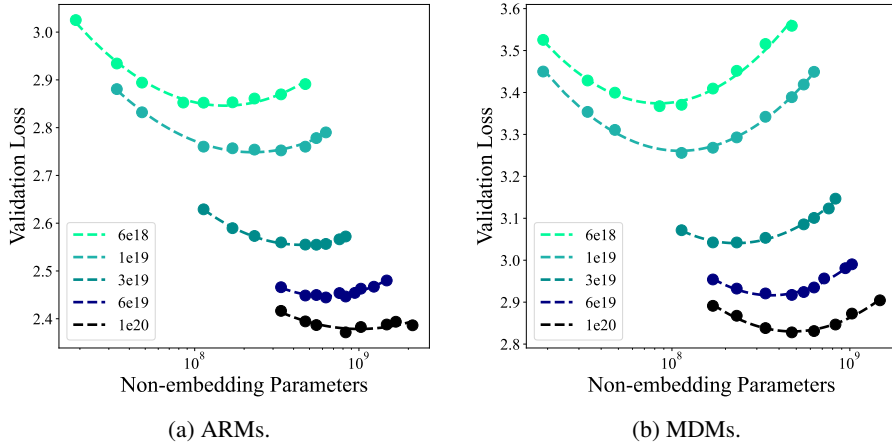 3.0
2.9
2.8
2.7
2.6
2.5
2.4
Validation Loss
6e18
1e19
3e19
6e19
1e20
10^8
10^9
Non-embedding Parameters
(a) ARMs.
3.6
3.5
3.4
3.3
3.2
3.1
3.0
2.9
2.8
Validation Loss
6e18
1e19
3e19
6e19
1e20
10^8
10^9
Non-embedding Parameters
(b) MDMs.